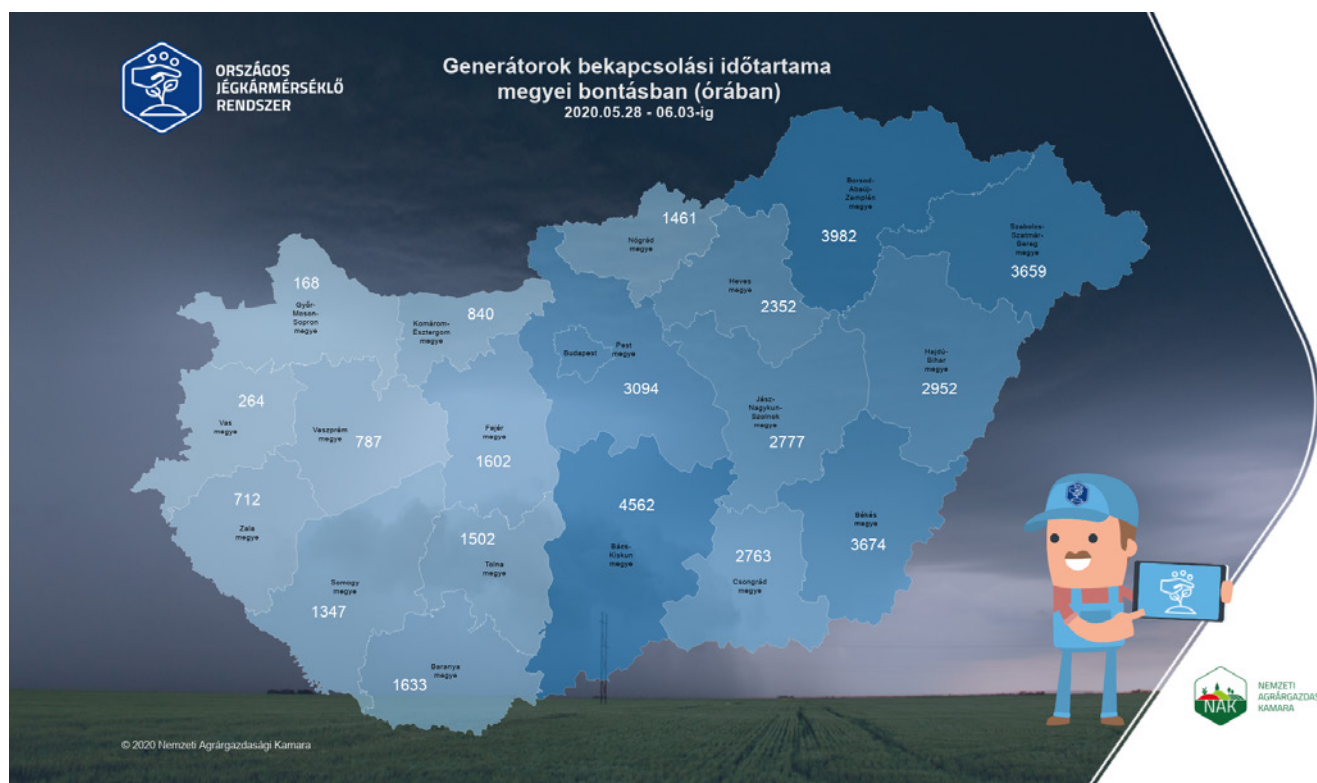 ORSZÁGOS
JÉGKÁRMÉRSÉKLŐ
RENDSZER
Generátorok bekapcsolási időtartama
megyei bontásban (órában)
2020.05.28 - 06.03-ig
Borsod-
Abaúj-
Zemplén
megye
3982
Szabolcs-
Szatmár-
Bereg
megye
3659
1461
Nógrád
megye
Heves
megye
2352
168
Győr-
Moson-
Sopron
megye
840
Komárom-
Esztergom
megye
Budapest
Pest
megye
3094
Hajdú-
Bihar
megye
2952
264
Vas
megye
Veszprém
megye
787
Fejér
megye
1602
Jász-
Nagykun-
Szolnok
megye
2777
712
Zala
megye
4562
Bács-
Kiskun
megye
Békés
megye
3674
1502
Tolna
megye
2763
Csongrád
megye
Somogy
megye
1347
Baranya
megye
1633
NAK
NEMZETI
AGRÁRGAZDAS
KAMARA
© 2020 Nemzeti Agrárgazdasági Kamara